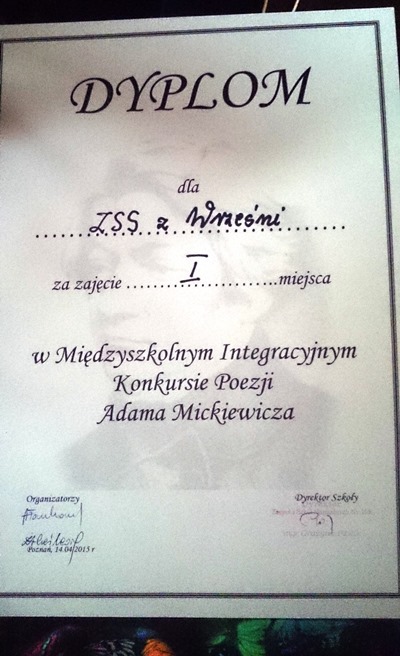 DYPLOM
dla
ZSS z Wrześni
za zajęcie I miejsca
w Międzyszkolnym Integracyjnym
Konkursie Poezji
Adama Mickiewicza
Organizatorzy
Dyrektor Szkoły
Poznań, 14.04.2015 r